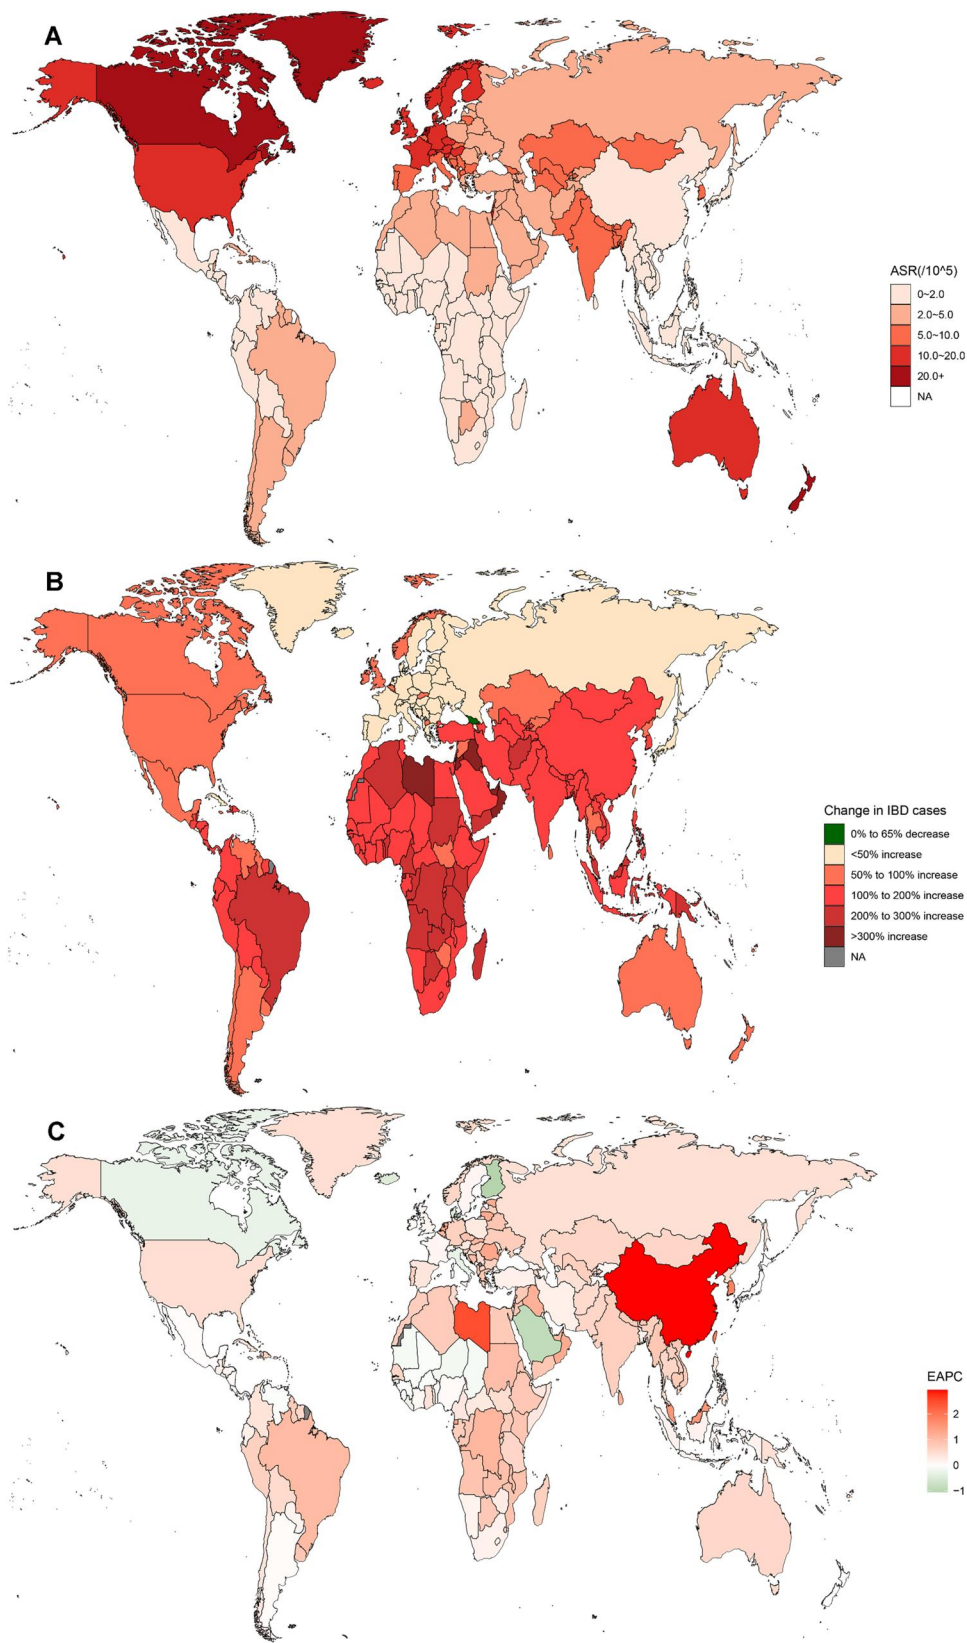 A
ASR(/10^5)
0~2.0
2.0~5.0
5.0~10.0
10.0~20.0
20.0+
NA
B
Change in IBD cases
0% to 65% decrease
<50% increase
50% to 100% increase
100% to 200% increase
200% to 300% increase
>300% increase
NA
C
EAPC
2
1
0
−1